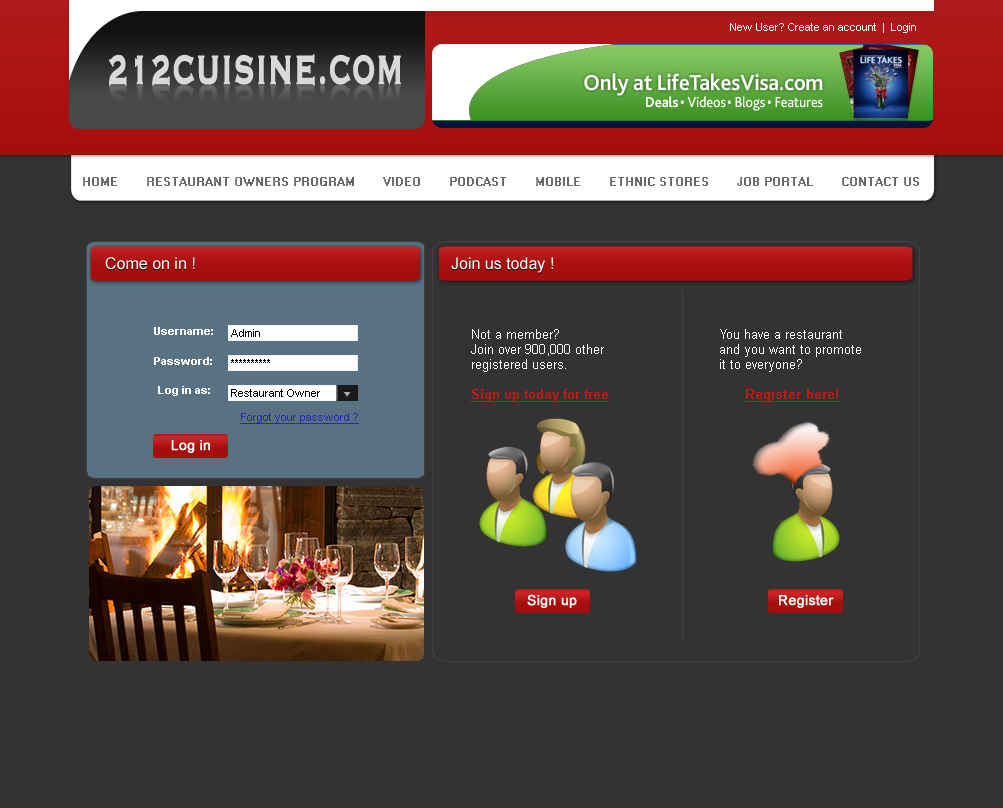 New User? Create an account | Login
212CUISINE.COM
Only at LifeTakesVisa.com
Deals • Videos • Blogs • Features
LIFE TAKES
HOME RESTAURANT OWNERS PROGRAM VIDEO PODCAST MOBILE ETHNIC STORES JOB PORTAL CONTACT US
Come on in !
Username: Admin
Password: **********
Log in as: Restaurant Owner
Forgot your password ?
Log in
Join us today !
Not a member?
Join over 900,000 other
registered users.
Sign up today for free
Sign up
You have a restaurant
and you want to promote
it to everyone?
Register here!
Register